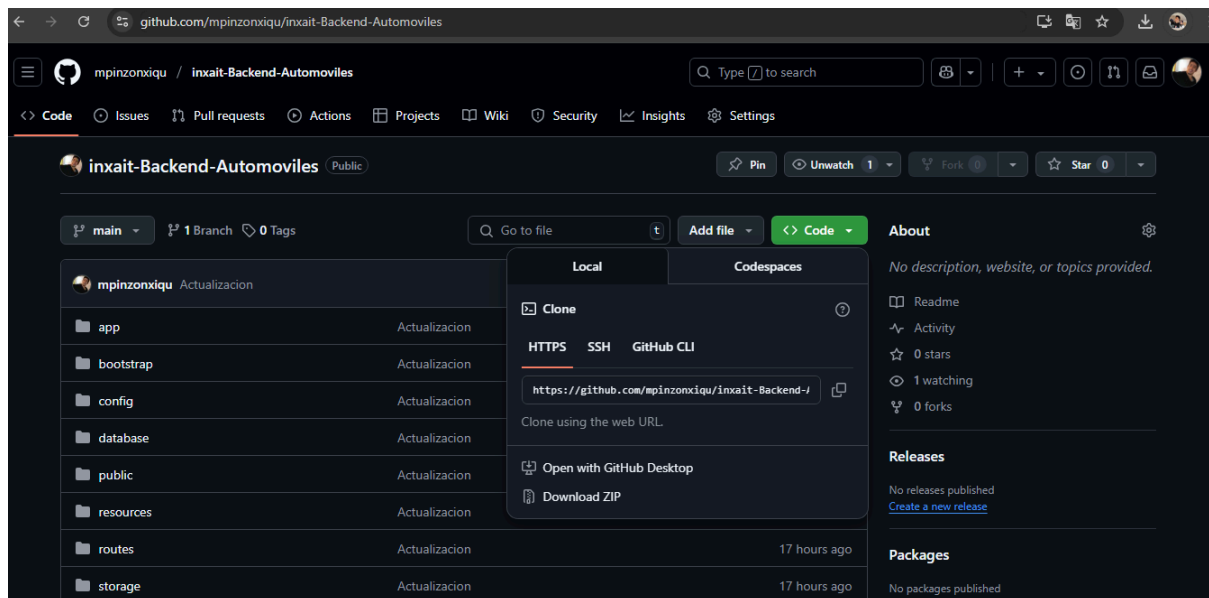 github.com/mpinzonxiqu/inxait-Backend-Automoviles
mpinzonxiqu / inxait-Backend-Automoviles
Type / to search
<> Code Issues Pull requests Actions Projects Wiki Security Insights Settings
inxait-Backend-Automoviles Public
Pin Unwatch 1 Fork 0 Star 0
main 1 Branch 0 Tags Go to file t Add file <> Code
mpinzonxiqu Actualizacion
app Actualizacion
bootstrap Actualizacion
config Actualizacion
database Actualizacion
public Actualizacion
resources Actualizacion
routes Actualizacion 17 hours ago
storage Actualizacion 17 hours ago
Local Codespaces
Clone
HTTPS SSH GitHub CLI
https://github.com/mpinzonxiqu/inxait-Backend-
Clone using the web URL.
Open with GitHub Desktop
Download ZIP
About
No description, website, or topics provided.
Readme
Activity
0 stars
1 watching
0 forks
Releases
No releases published
Create a new release
Packages
No packages published